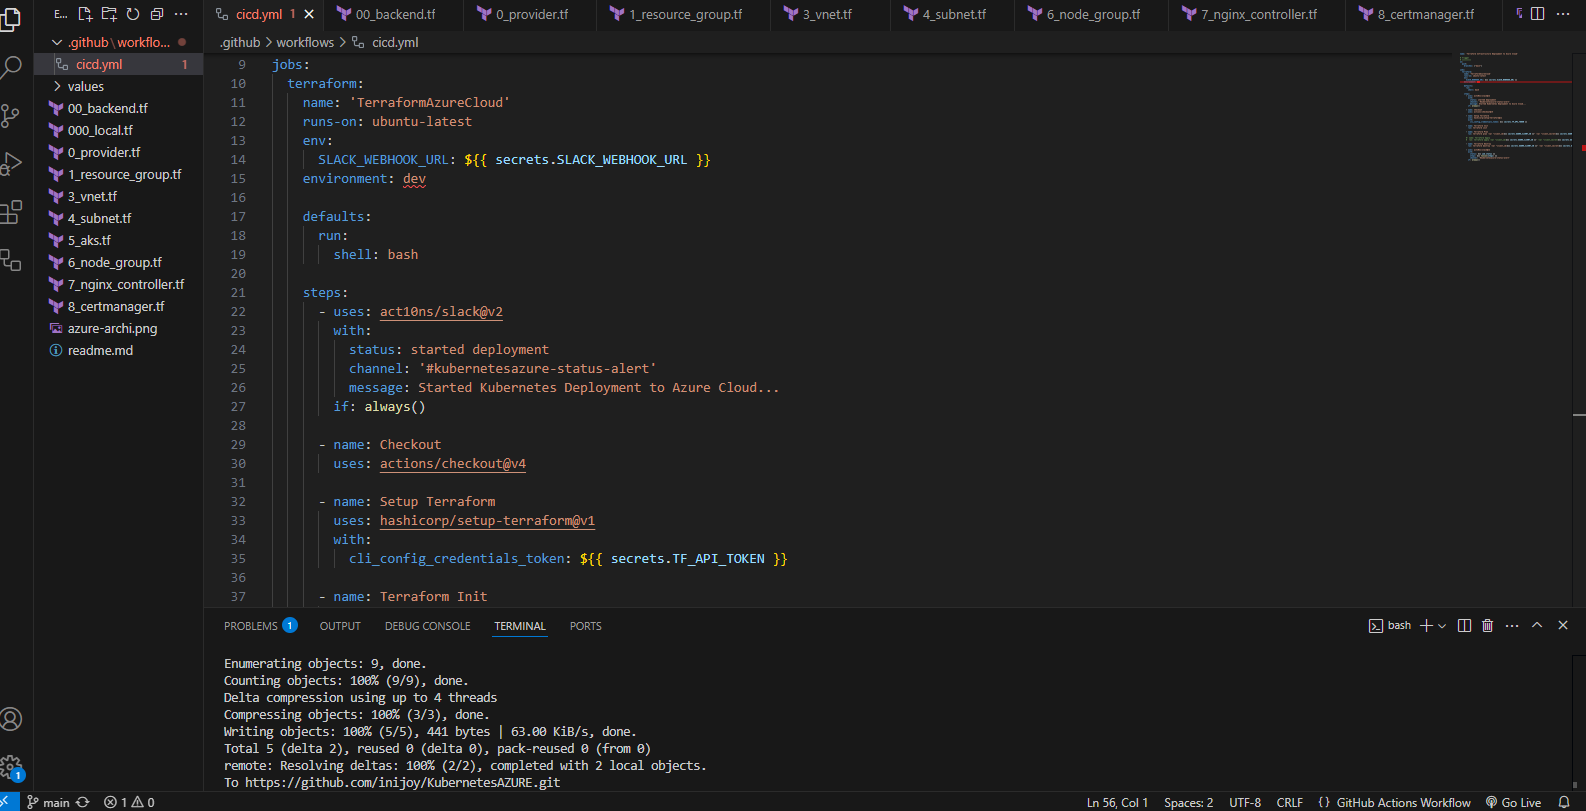 E...
cicd.yml 1
00_backend.tf
0_provider.tf
1_resource_group.tf
3_vnet.tf
4_subnet.tf
6_node_group.tf
7_nginx_controller.tf
8_certmanager.tf
.github\workflo...
cicd.yml 1
values
00_backend.tf
000_local.tf
0_provider.tf
1_resource_group.tf
3_vnet.tf
4_subnet.tf
5_aks.tf
6_node_group.tf
7_nginx_controller.tf
8_certmanager.tf
azure-archi.png
readme.md
1
.github > workflows > cicd.yml
9 jobs:
10 terraform:
11 name: 'TerraformAzureCloud'
12 runs-on: ubuntu-latest
13 env:
14 SLACK_WEBHOOK_URL: ${{ secrets.SLACK_WEBHOOK_URL }}
15 environment: dev
16
17 defaults:
18 run:
19 shell: bash
20
21 steps:
22 - uses: act10ns/slack@v2
23 with:
24 status: started deployment
25 channel: '#kubernetesazure-status-alert'
26 message: Started Kubernetes Deployment to Azure Cloud...
27 if: always()
28
29 - name: Checkout
30 uses: actions/checkout@v4
31
32 - name: Setup Terraform
33 uses: hashicorp/setup-terraform@v1
34 with:
35 cli_config_credentials_token: ${{ secrets.TF_API_TOKEN }}
36
37 - name: Terraform Init
PROBLEMS 1 OUTPUT DEBUG CONSOLE TERMINAL PORTS
bash
Enumerating objects: 9, done.
Counting objects: 100% (9/9), done.
Delta compression using up to 4 threads
Compressing objects: 100% (3/3), done.
Writing objects: 100% (5/5), 441 bytes | 63.00 KiB/s, done.
Total 5 (delta 2), reused 0 (delta 0), pack-reused 0 (from 0)
remote: Resolving deltas: 100% (2/2), completed with 2 local objects.
To https://github.com/inijoy/KubernetesAZURE.git
main 1 0 Ln 56, Col 1 Spaces: 2 UTF-8 CRLF {} GitHub Actions Workflow Go Live